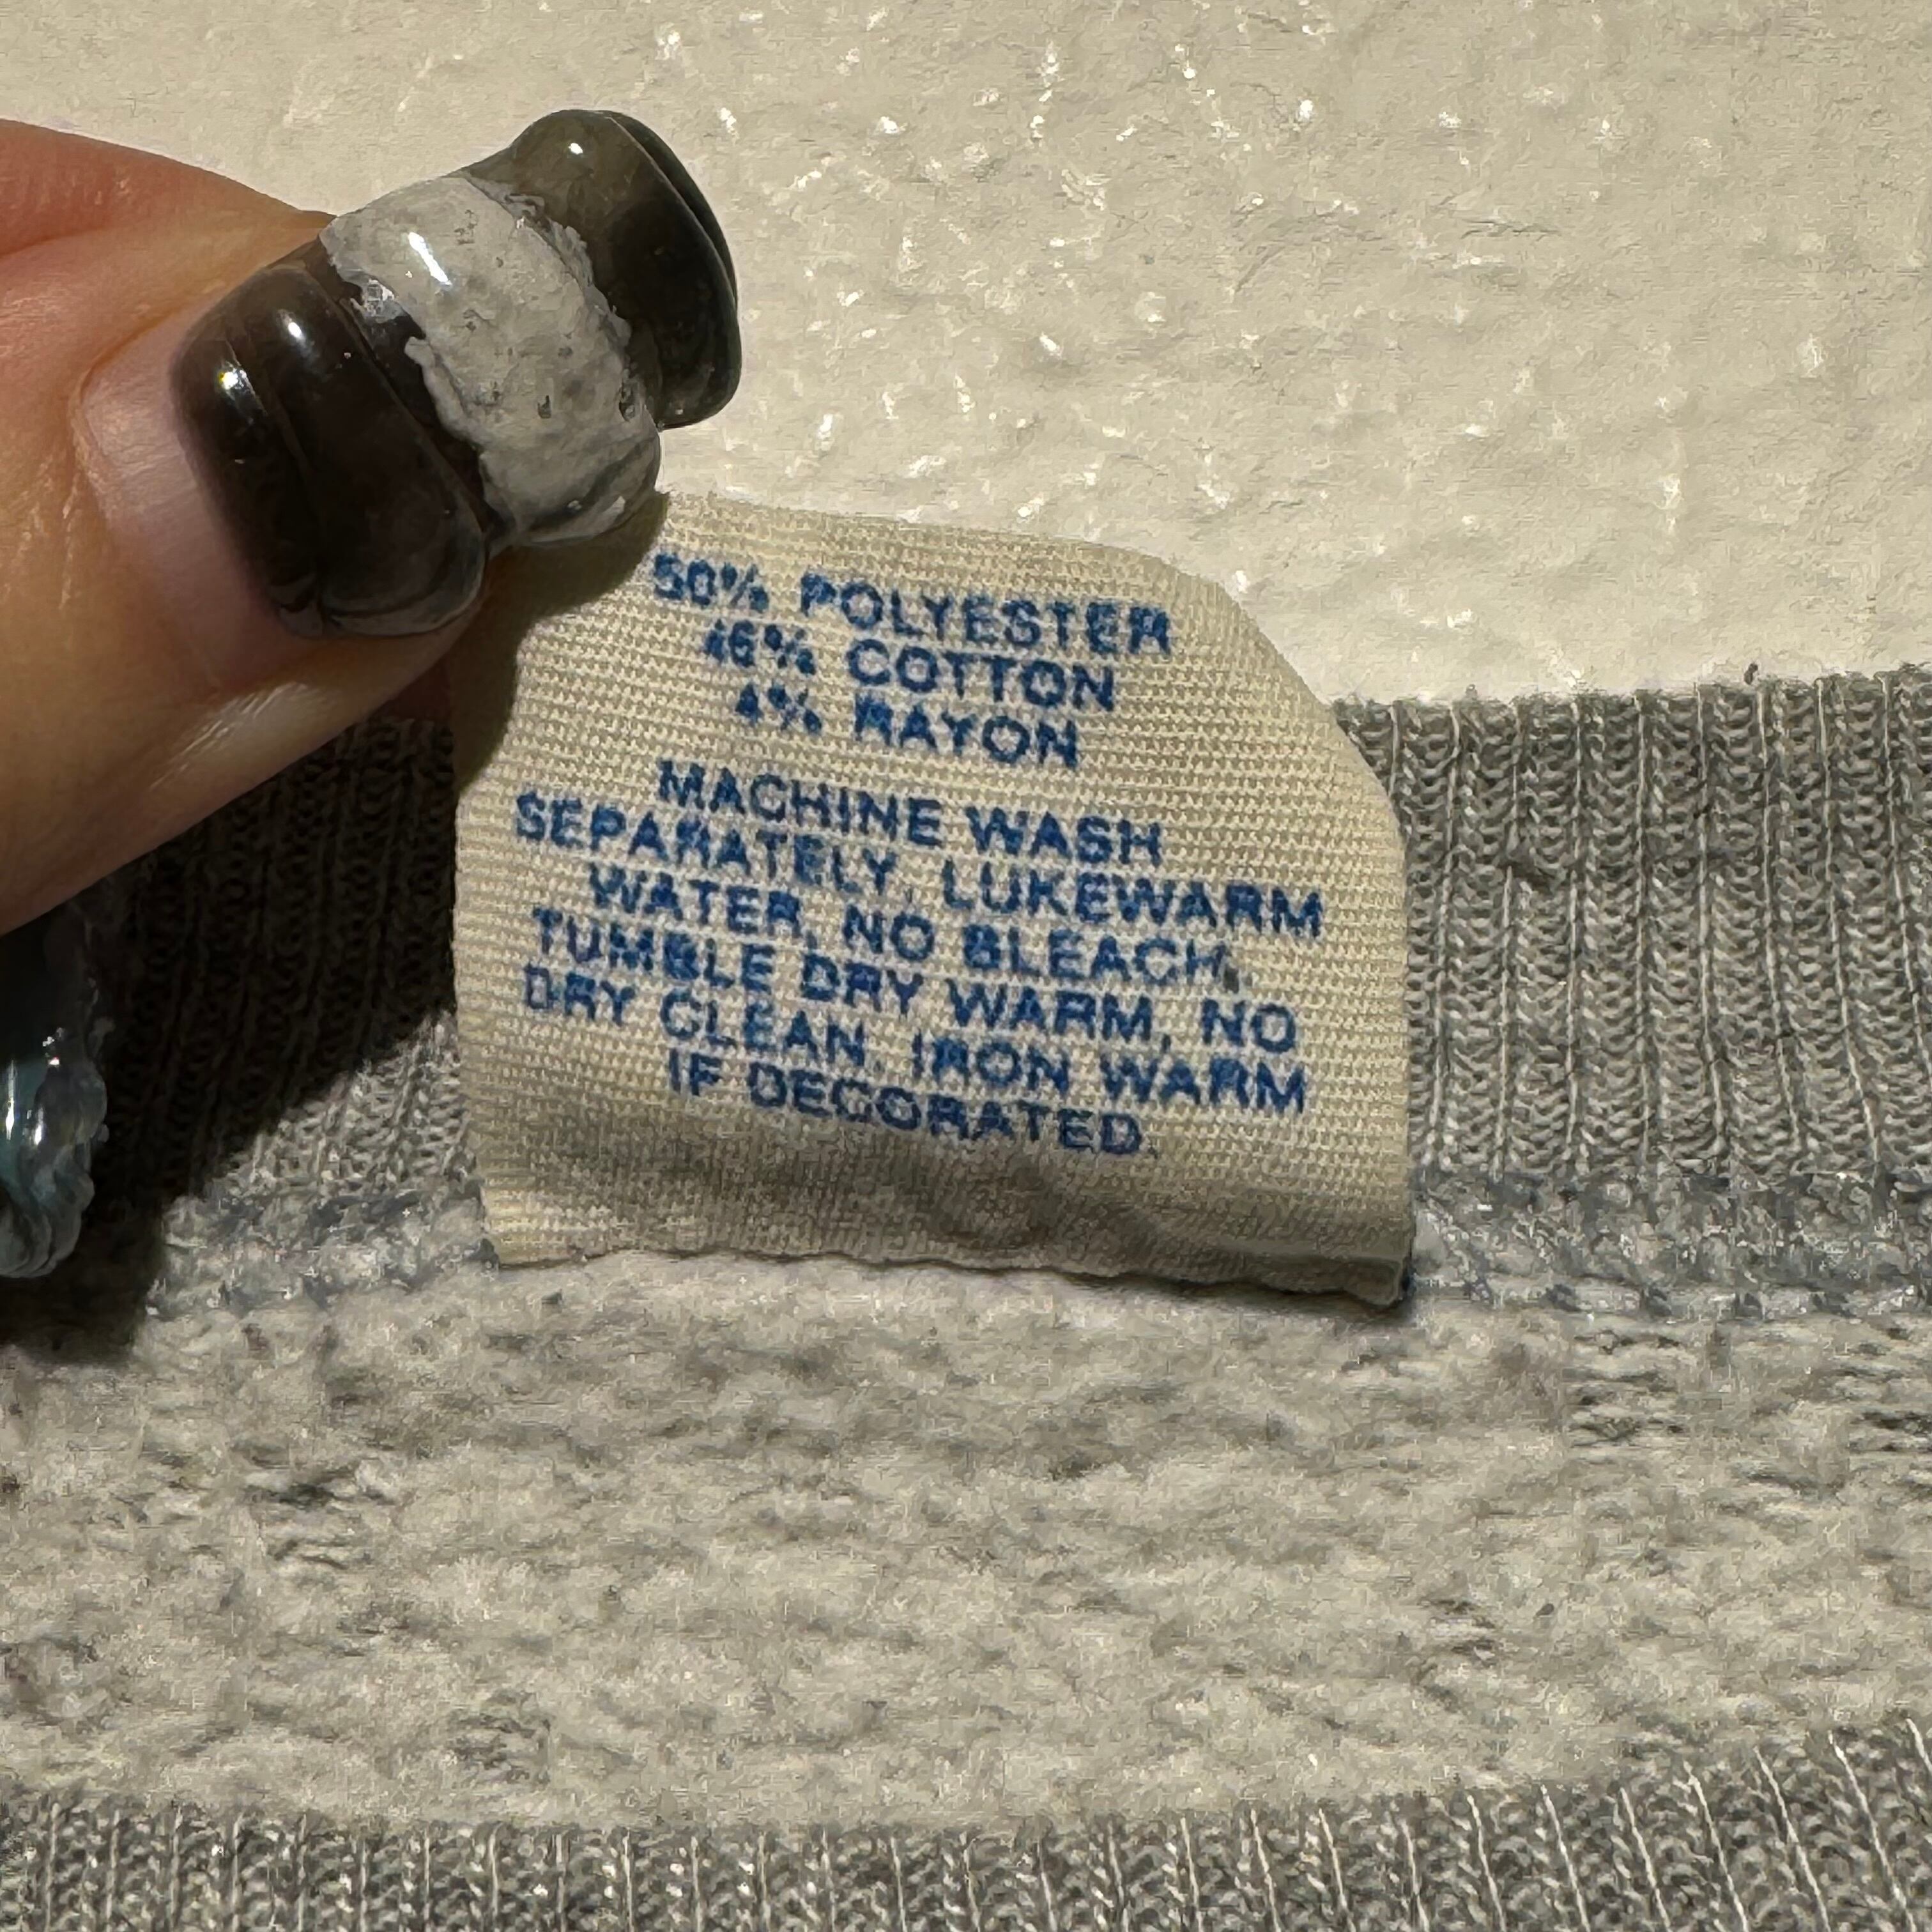 50% POLYESTER
46% COTTON
4% RAYON
MACHINE WASH
SEPARATELY, LUKEWARM
WATER, NO BLEACH,
TUMBLE DRY WARM, NO
DRY CLEAN, IRON WARM
IF DECORATED.